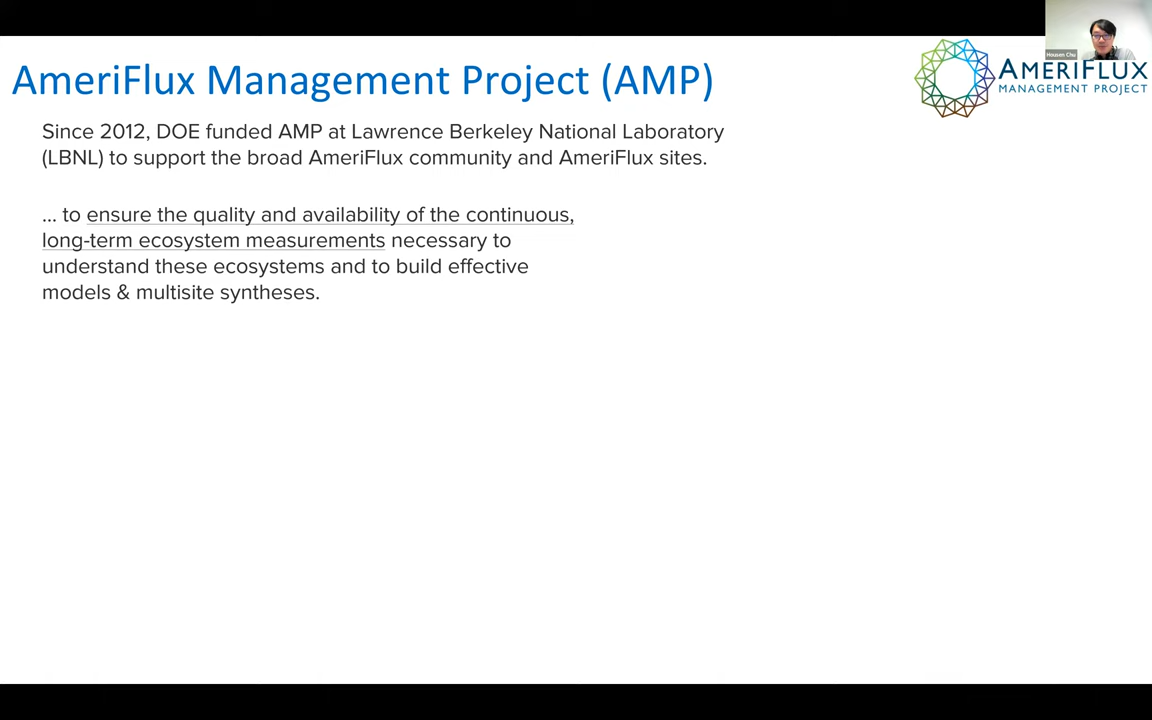 Housen Chu
AmeriFlux Management Project (AMP)
AMERIFLUX
MANAGEMENT PROJECT
Since 2012, DOE funded AMP at Lawrence Berkeley National Laboratory
(LBNL) to support the broad AmeriFlux community and AmeriFlux sites.
... to ensure the quality and availability of the continuous,
long-term ecosystem measurements necessary to
understand these ecosystems and to build effective
models & multisite syntheses.